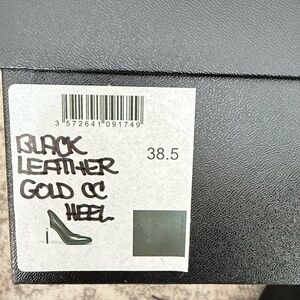 3 572641 091749
38.5
BLACK
LEATHER
GOLD CC
HEEL